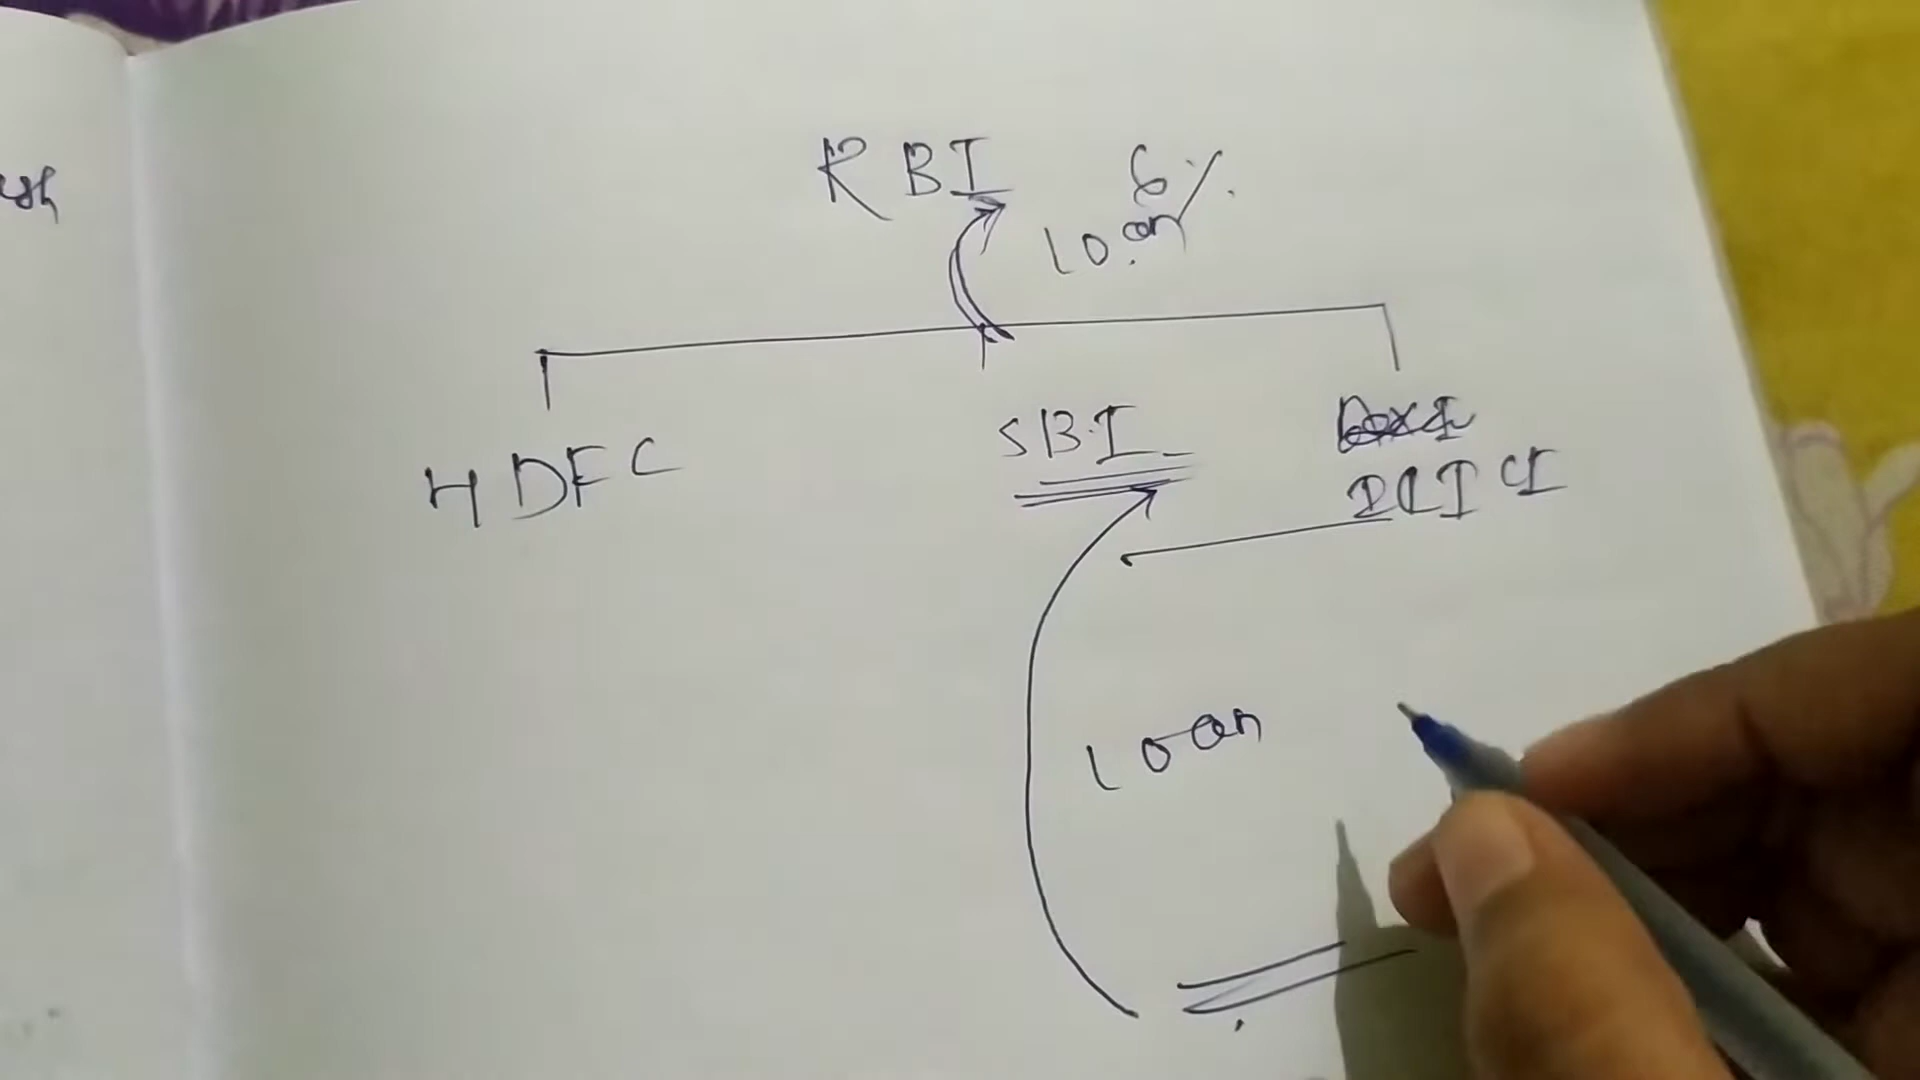 RBI 6%
loan
HDFC SBI
ICICI
loan